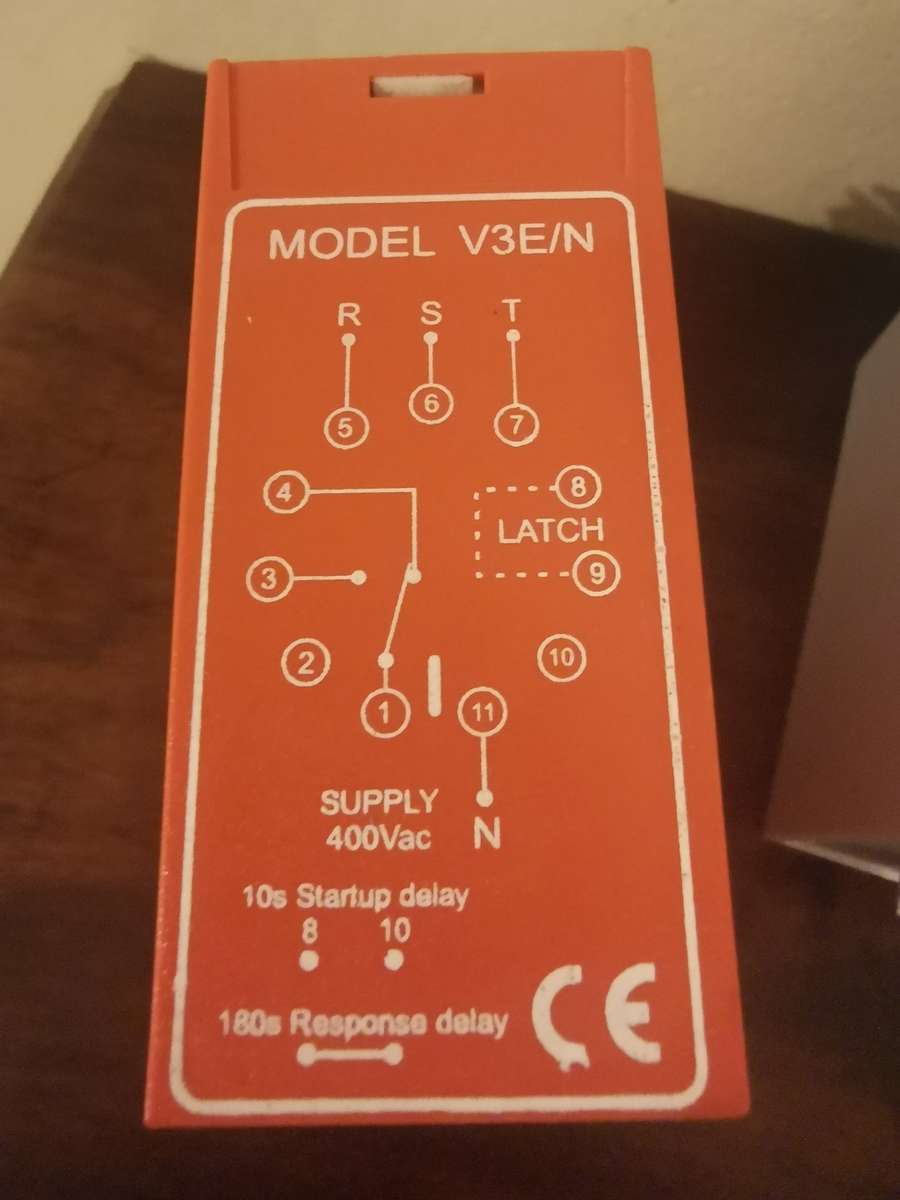 MODEL V3E/N
R S T
5 6 7
4 8
LATCH
3 9
2 10
1 11
SUPPLY
400Vac N
10s Startup delay
8 10
180s Response delay
CE